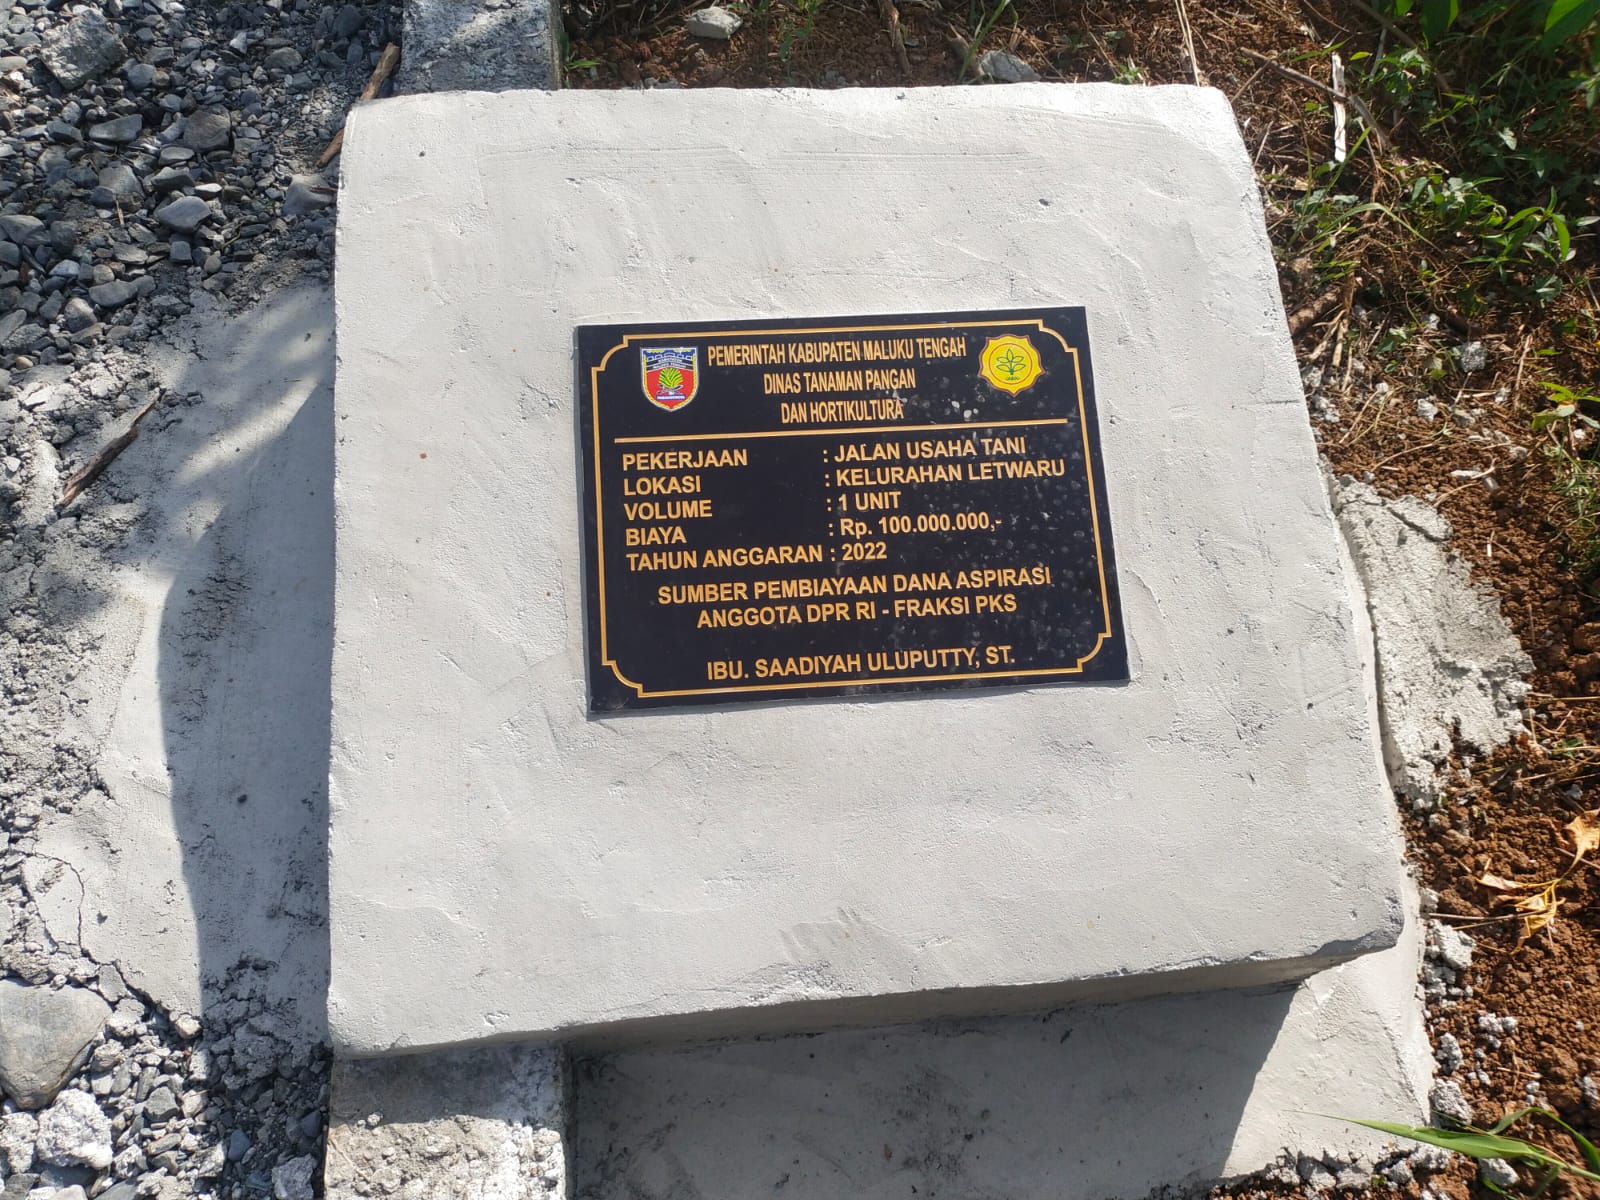 PEMERINTAH KABUPATEN MALUKU TENGAH
DINAS TANAMAN PANGAN
DAN HORTIKULTURA
PEKERJAAN : JALAN USAHA TANI
LOKASI : KELURAHAN LETWARU
VOLUME : 1 UNIT
BIAYA : Rp. 100.000.000,-
TAHUN ANGGARAN : 2022
SUMBER PEMBIAYAAN DANA ASPIRASI
ANGGOTA DPR RI - FRAKSI PKS
IBU. SAADIYAH ULUPUTTY, ST.